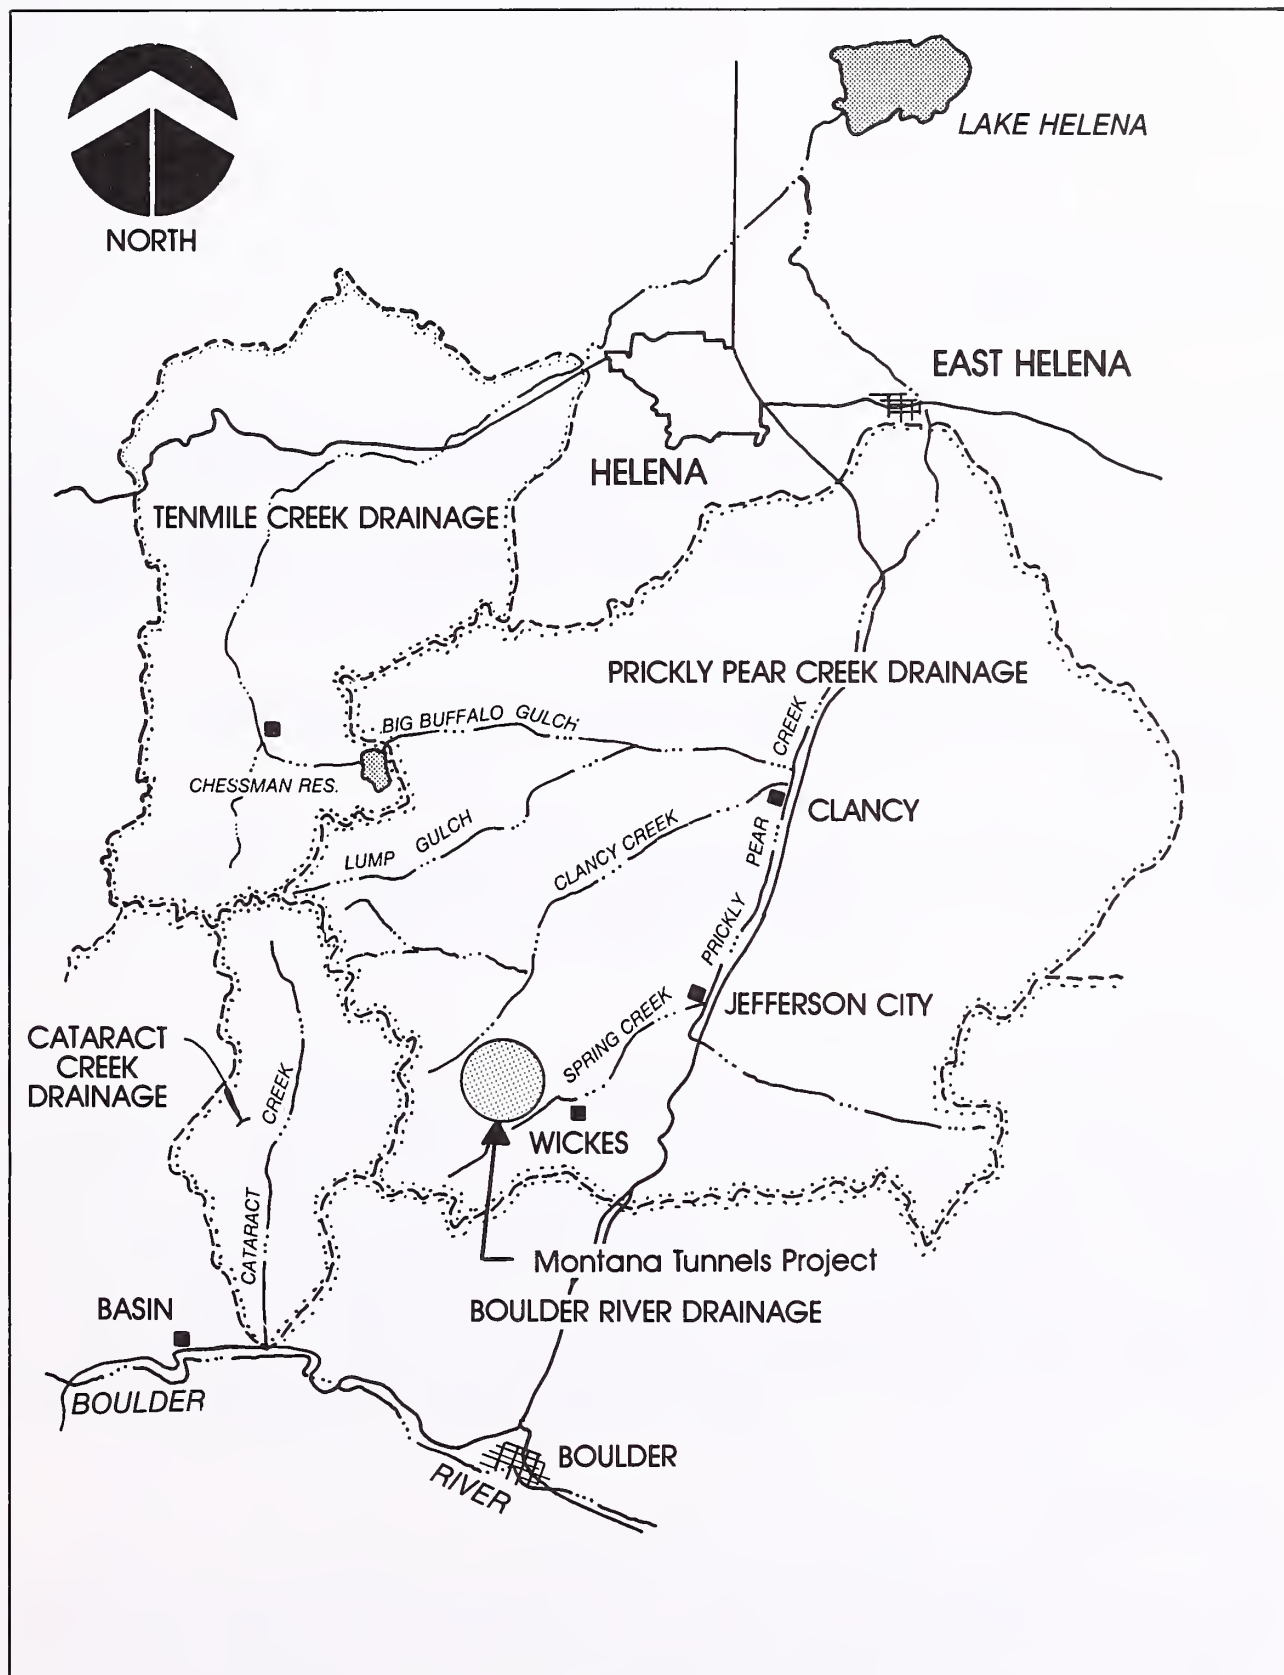 NORTH
LAKE HELENA
EAST HELENA
HELENA
TENMILE CREEK DRAINAGE
PRICKLY PEAR CREEK DRAINAGE
BIG BUFFALO GULCH
CREEK
CHESSMAN RES.
CLANCY
LUMP GULCH
CLANCY CREEK
PRICKLY PEAR
JEFFERSON CITY
SPRING CREEK
CATARACT
CREEK
DRAINAGE
CATARACT CREEK
WICKES
Montana Tunnels Project
BOULDER RIVER DRAINAGE
BASIN
BOULDER
RIVER
BOULDER